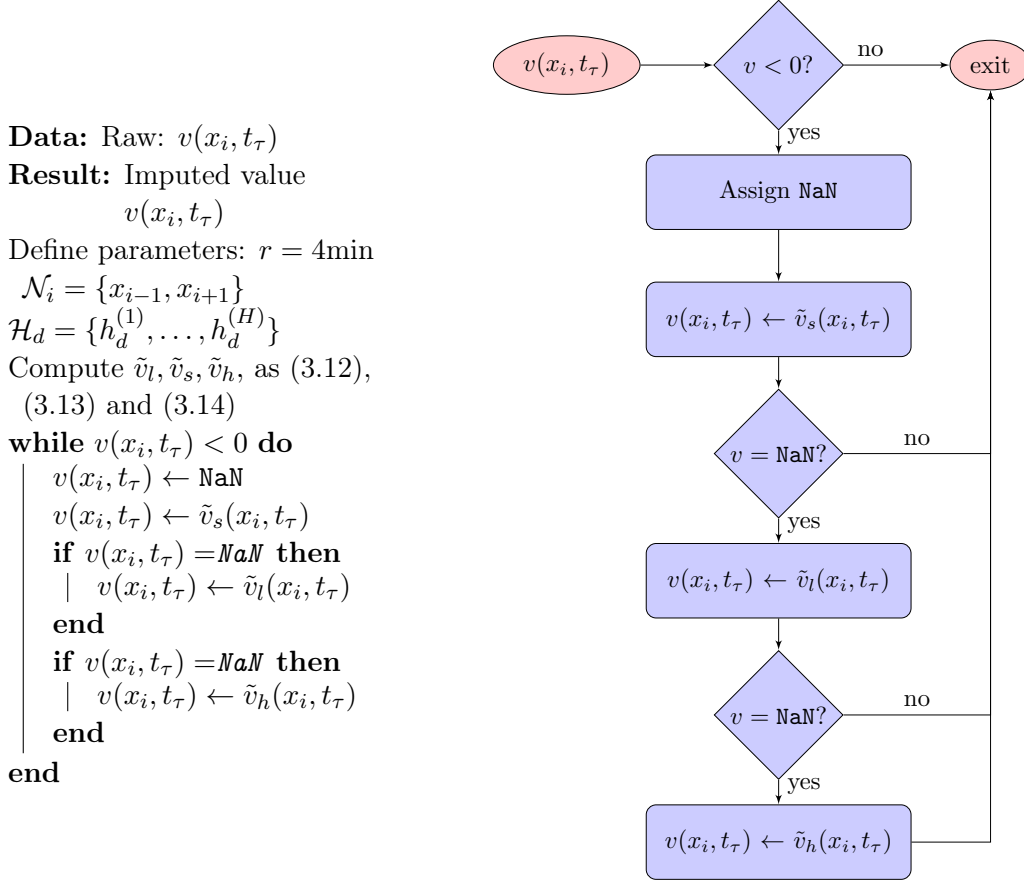 Data: Raw: v(x_i, t_τ)
Result: Imputed value
v(x_i, t_τ)
Define parameters: r = 4min
𝒩_i = {x_{i−1}, x_{i+1}}
ℋ_d = {h_d^{(1)}, . . . , h_d^{(H)}}
Compute ṽ_l, ṽ_s, ṽ_h, as (3.12),
(3.13) and (3.14)
while v(x_i, t_τ) < 0 do
v(x_i, t_τ) ← NaN
v(x_i, t_τ) ← ṽ_s(x_i, t_τ)
if v(x_i, t_τ) =NaN then
v(x_i, t_τ) ← ṽ_l(x_i, t_τ)
end
if v(x_i, t_τ) =NaN then
v(x_i, t_τ) ← ṽ_h(x_i, t_τ)
end
end
v(x_i, t_τ)
v < 0?
no
exit
yes
Assign NaN
v(x_i, t_τ) ← ṽ_s(x_i, t_τ)
v = NaN?
no
yes
v(x_i, t_τ) ← ṽ_l(x_i, t_τ)
v = NaN?
no
yes
v(x_i, t_τ) ← ṽ_h(x_i, t_τ)